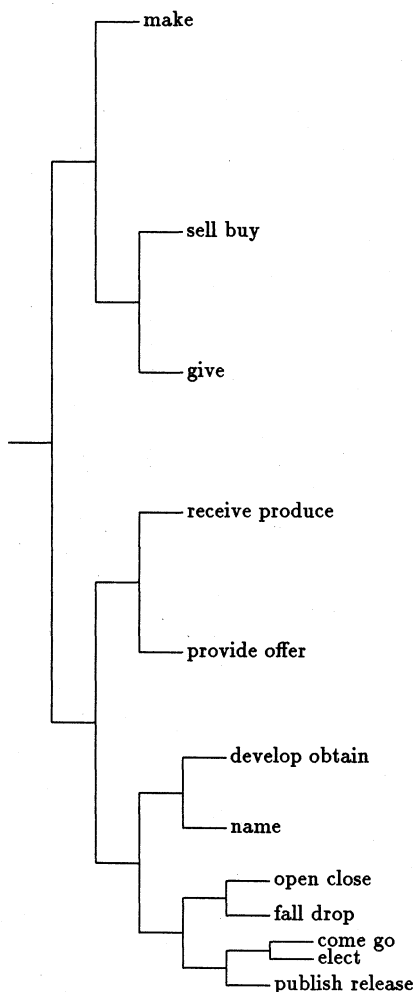 make
sell buy
give
receive produce
provide offer
develop obtain
name
open close
fall drop
come go
elect
publish release